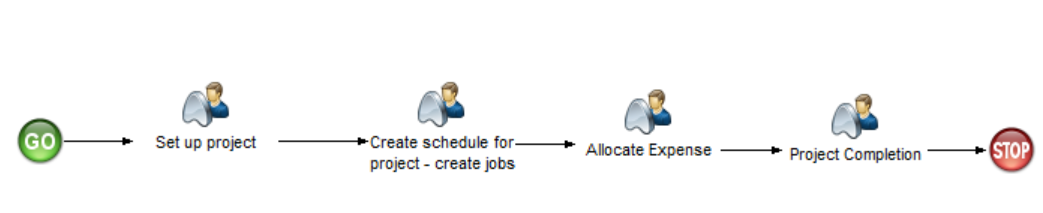 GO
Set up project
Create schedule for
project - create jobs
Allocate Expense
Project Completion
STOP